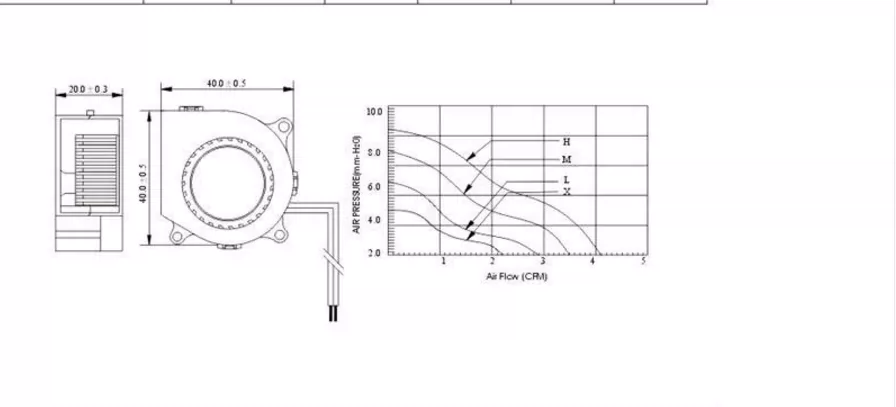 20.0±0.3
40.0±0.5
40.0±0.5
AIR PRESSURE(mm-H2O)
10.0
8.0
6.0
4.0
2.0
H
M
L
X
1 2 3 4 5
Air Flow (CFM)